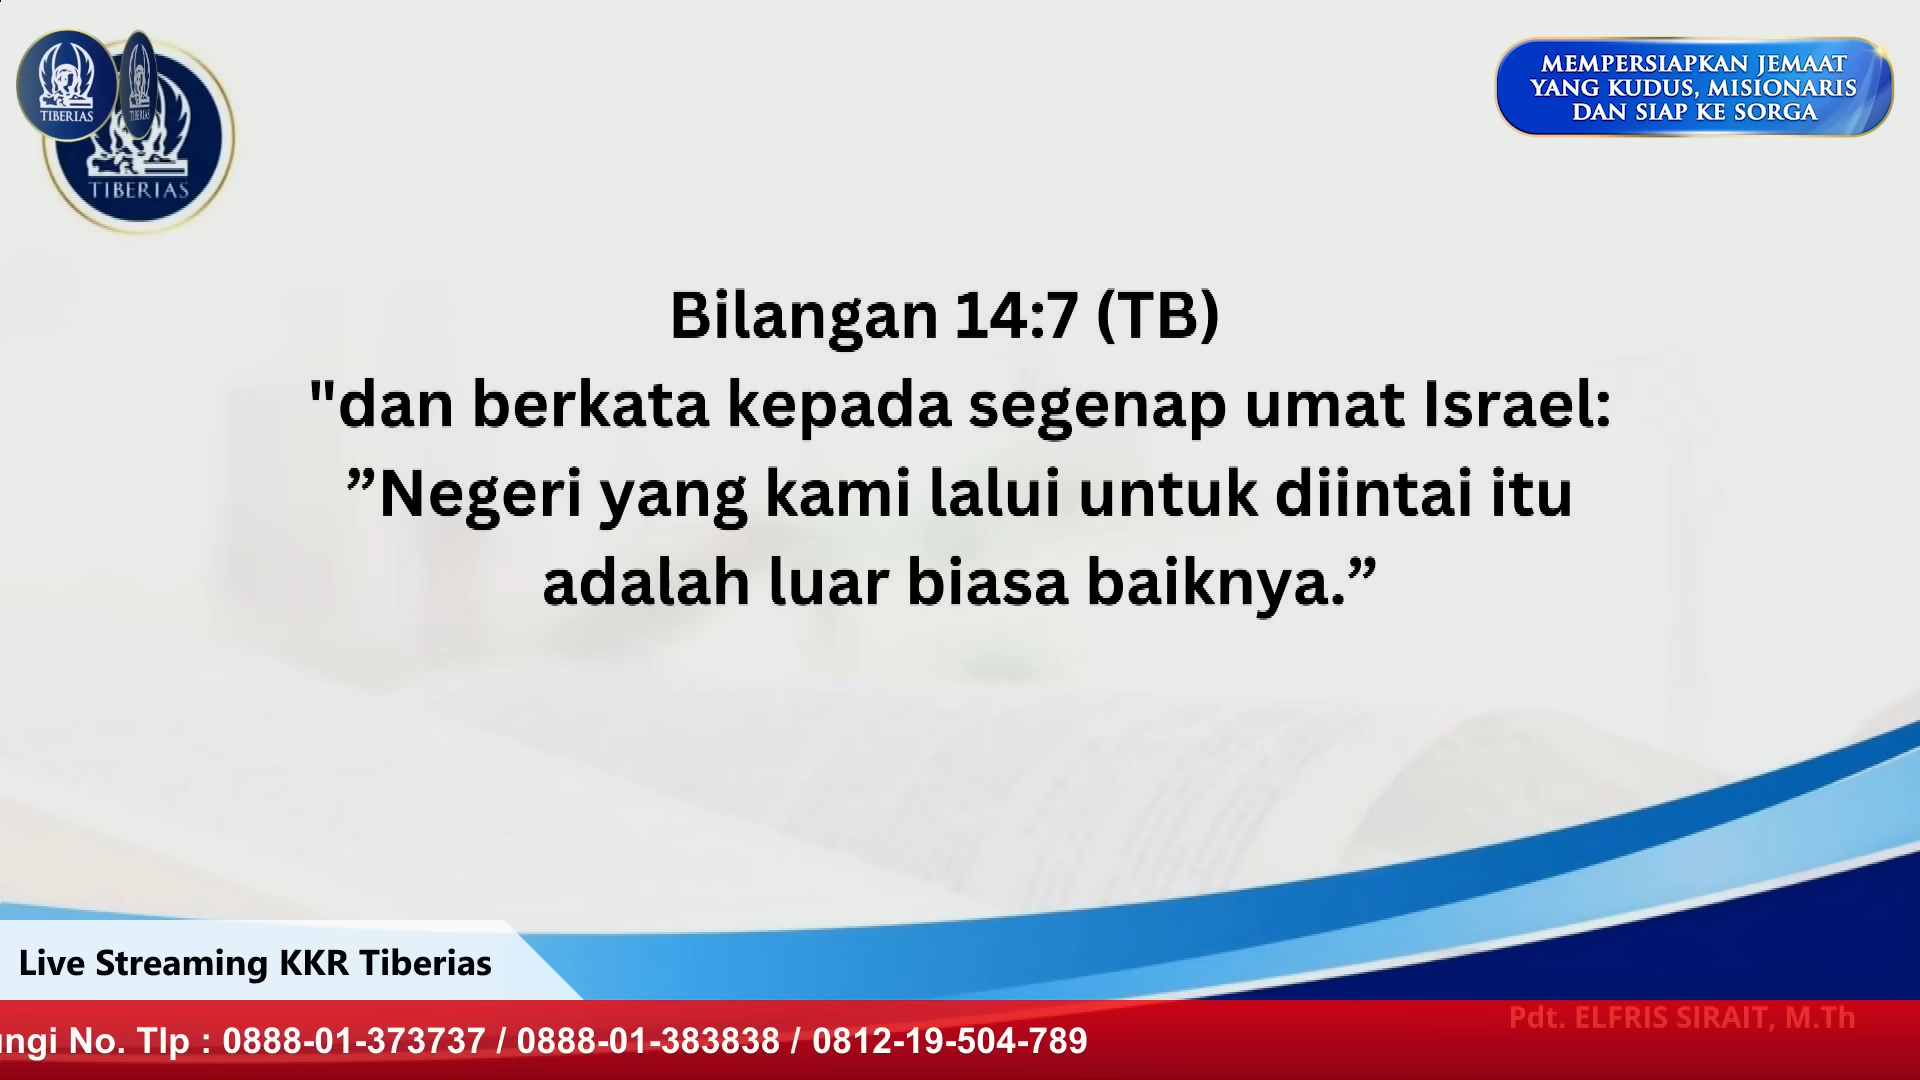 TIBERIAS
TIBERIAS
TIBERIAS
MEMPERSIAPKAN JEMAAT
YANG KUDUS, MISIONARIS
DAN SIAP KE SORGA
Bilangan 14:7 (TB)
"dan berkata kepada segenap umat Israel:
”Negeri yang kami lalui untuk diintai itu
adalah luar biasa baiknya.”
Live Streaming KKR Tiberias
Pdt. ELFRIS SIRAIT, M.Th
ngi No. Tlp : 0888-01-373737 / 0888-01-383838 / 0812-19-504-789